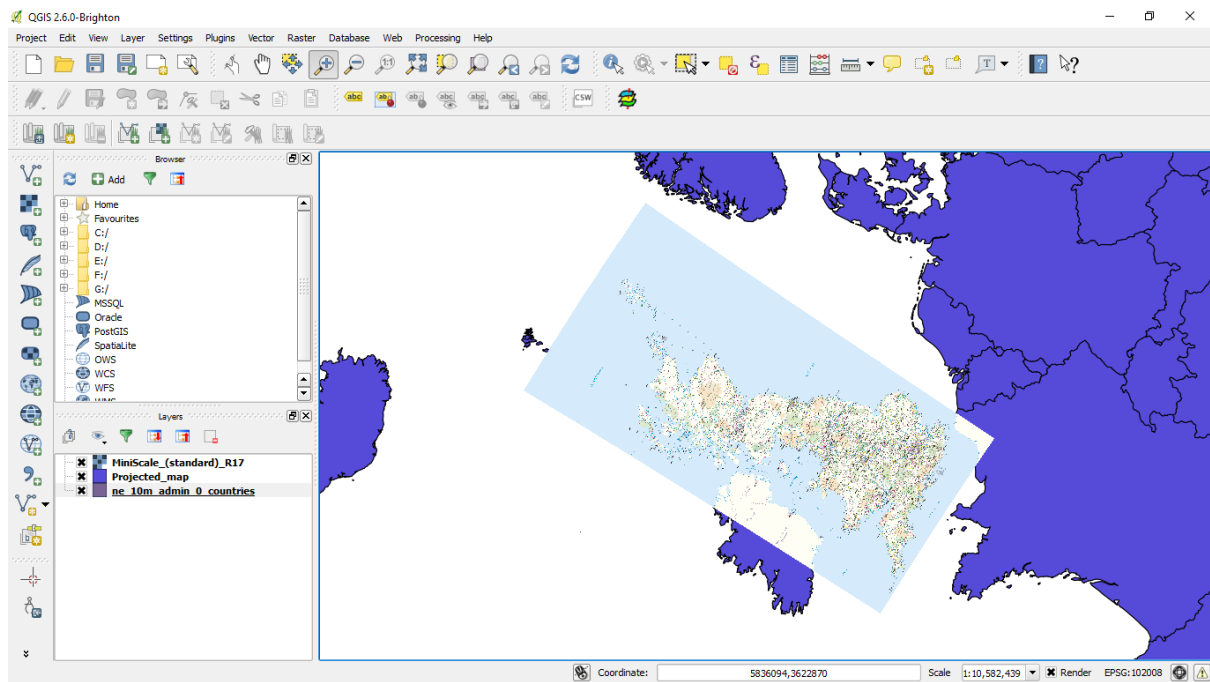 QGIS 2.6.0-Brighton
Project Edit View Layer Settings Plugins Vector Raster Database Web Processing Help
Browser
Add
Home
Favourites
C:/
D:/
E:/
F:/
G:/
MSSQL
Oracle
PostGIS
SpatiaLite
OWS
WCS
WFS
Layers
MiniScale_(standard)_R17
Projected_map
ne_10m_admin_0_countries
Coordinate: 5836094,3622870 Scale 1:10,582,439 Render EPSG:102008